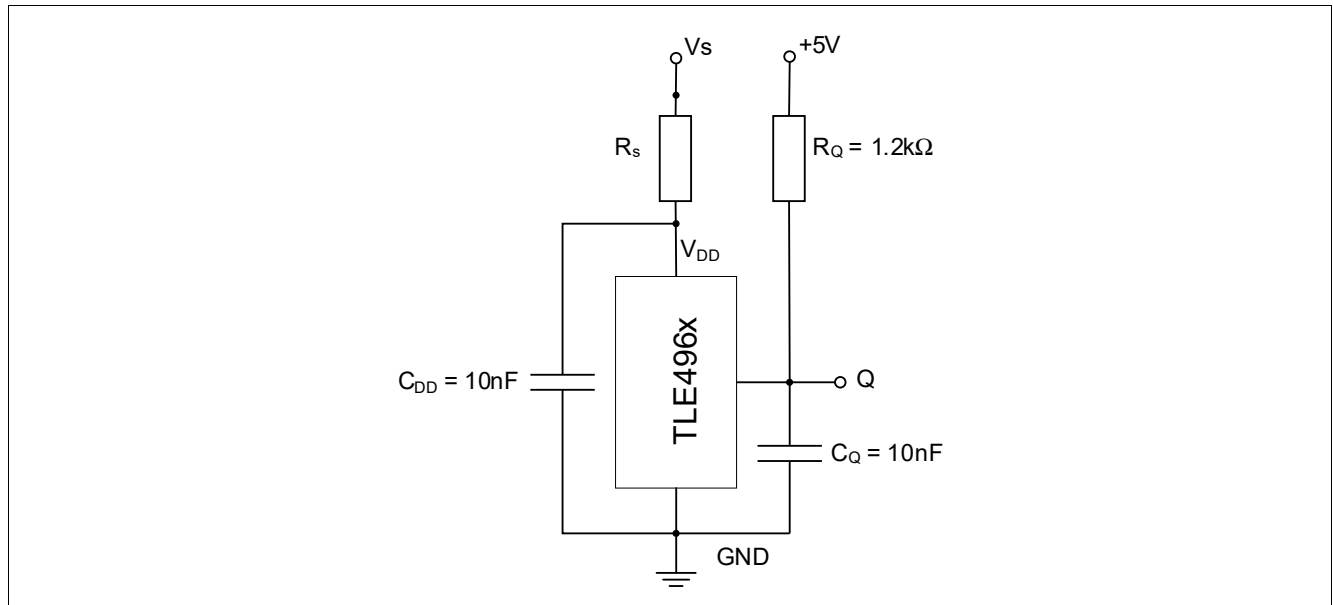 Vs
+5V
Rs
RQ = 1.2kΩ
VDD
TLE496x
CDD = 10nF
Q
CQ = 10nF
GND